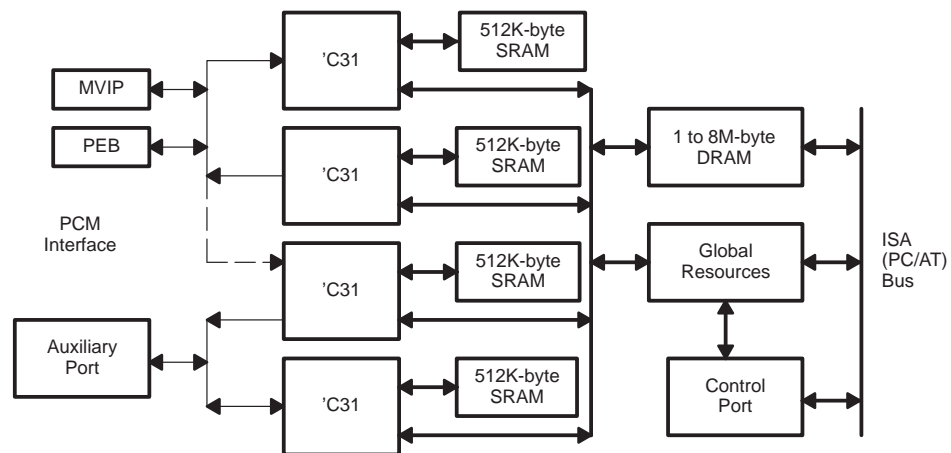 'C31
512K-byte
SRAM
MVIP
PEB
'C31
512K-byte
SRAM
1 to 8M-byte
DRAM
PCM
Interface
'C31
512K-byte
SRAM
Global
Resources
ISA
(PC/AT)
Bus
Auxiliary
Port
'C31
512K-byte
SRAM
Control
Port